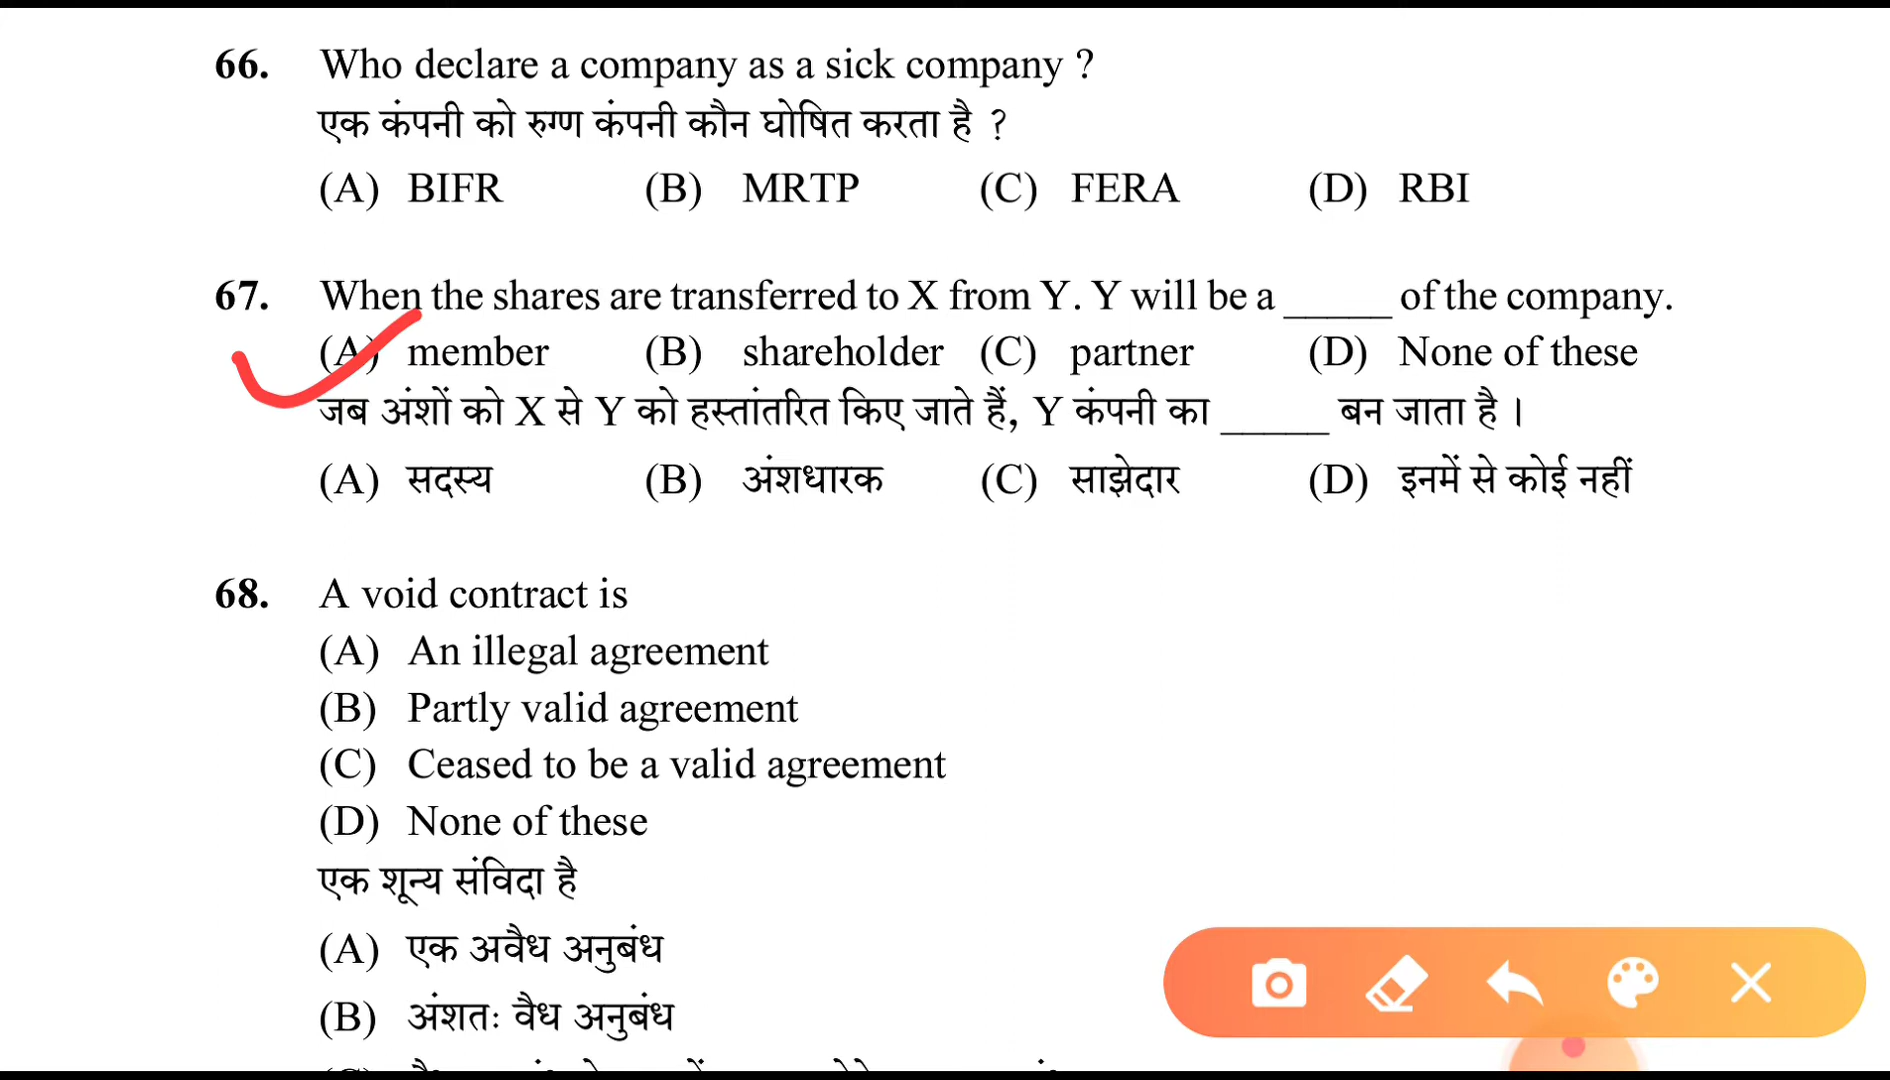 66. Who declare a company as a sick company ?
एक कंपनी को रुग्ण कंपनी कौन घोषित करता है ?
(A) BIFR (B) MRTP (C) FERA (D) RBI
67. When the shares are transferred to X from Y. Y will be a _____ of the company.
(A) member (B) shareholder (C) partner (D) None of these
जब अंशों को X से Y को हस्तांतरित किए जाते हैं, Y कंपनी का _____ बन जाता है ।
(A) सदस्य (B) अंशधारक (C) साझेदार (D) इनमें से कोई नहीं
68. A void contract is
(A) An illegal agreement
(B) Partly valid agreement
(C) Ceased to be a valid agreement
(D) None of these
एक शून्य संविदा है
(A) एक अवैध अनुबंध
(B) अंशतः वैध अनुबंध